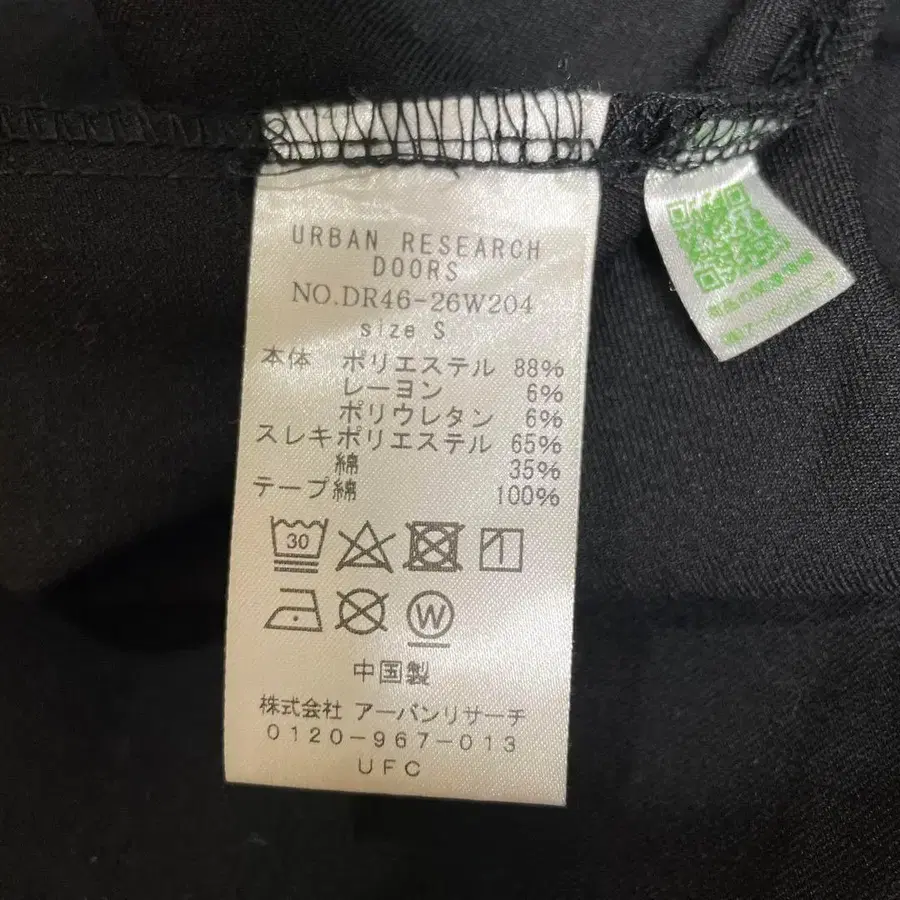 URBAN RESEARCH
DOORS
NO.DR46-26W204
size S
本体 ポリエステル 88%
レーヨン 6%
ポリウレタン 6%
スレキポリエステル 65%
綿 35%
テープ綿 100%
30
W
中国製
株式会社 アーバンリサーチ
0120-967-013
UFC